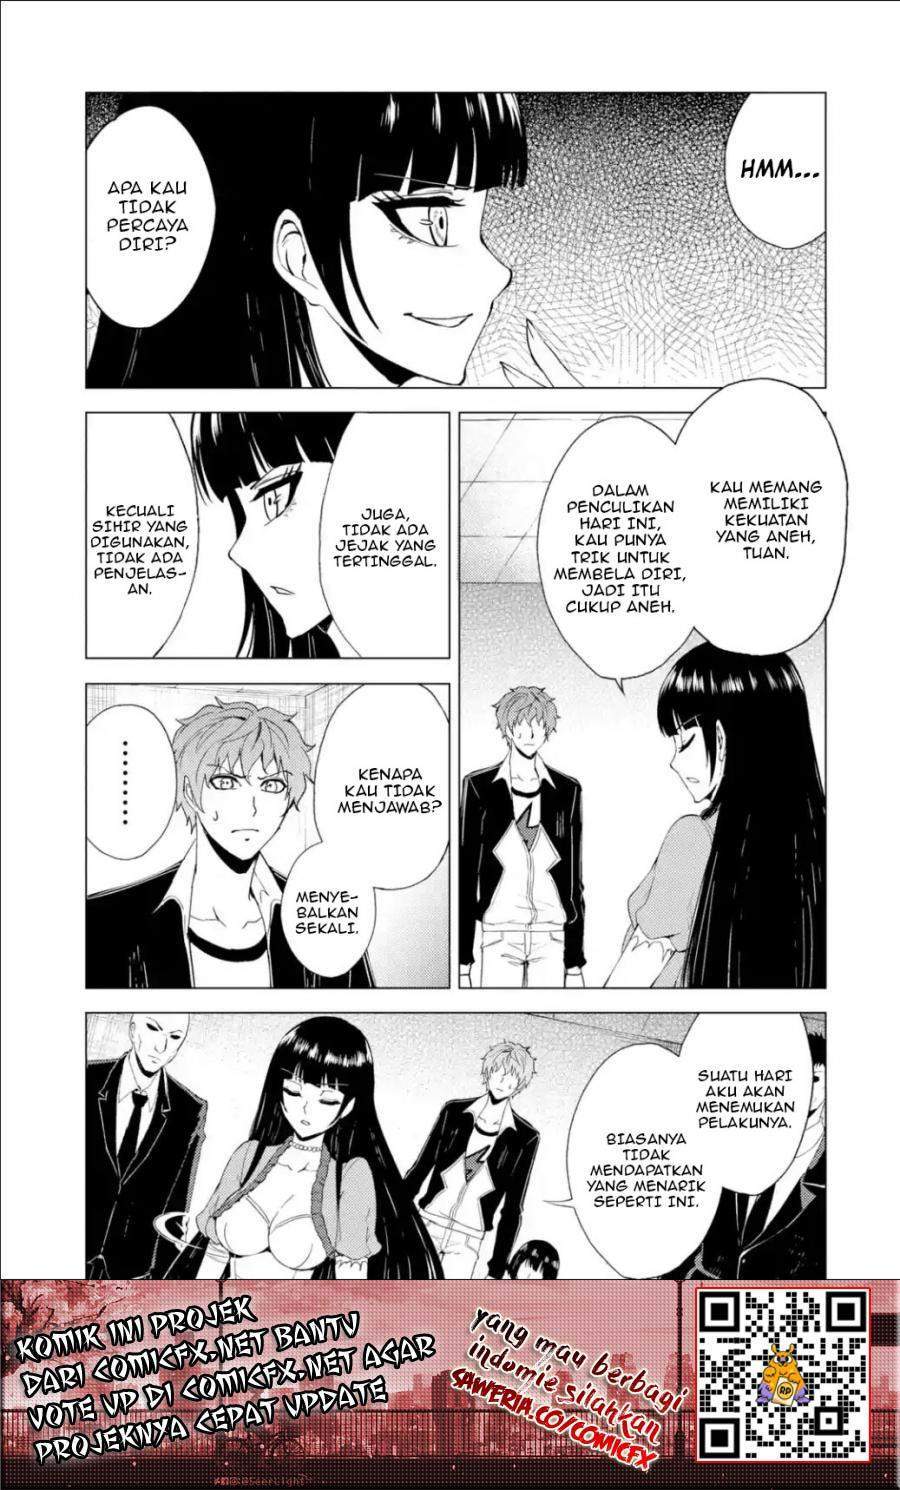 HMM...
APA KAU
TIDAK
PERCAYA
DIRI?
KAU MEMANG
MEMILIKI
KEKUATAN
YANG ANEH,
TUAN.
DALAM
PENCULIKAN
HARI INI,
KAU PUNYA
TRIK UNTUK
MEMBELA DIRI,
JADI ITU
CUKUP ANEH.
JUGA,
TIDAK ADA
JEJAK YANG
TERTINGGAL.
KECUALI
SIHIR YANG
DIGUNAKAN,
TIDAK ADA
PENJELAS-
AN.
KENAPA
KAU TIDAK
MENJAWAB?
MENYE-
BALKAN
SEKALI.
........
SUATU HARI
AKU AKAN
MENEMUKAN
PELAKUNYA.
BIASANYA
TIDAK
MENDAPATKAN
YANG MENARIK
SEPERTI INI.
KOMIK INI PROJEK
DARI COMICFX.NET BANTU
VOTE UP DI COMICFX.NET AGAR
PROJEKNYA CEPAT UPDATE
yang mau berbagi
indomie silahkan
SAWERIA.CO/COMICFX
RP